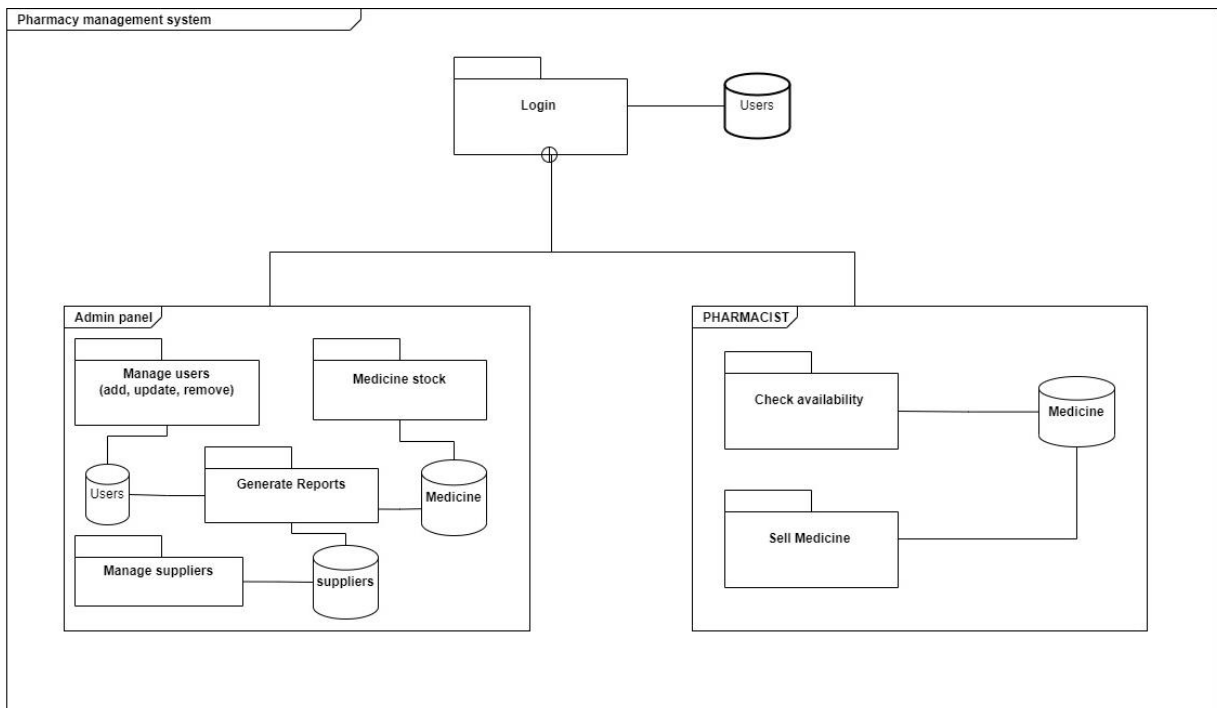 Pharmacy management system
Login
Users
Admin panel
Manage users
(add, update, remove)
Medicine stock
Users
Generate Reports
Medicine
Manage suppliers
suppliers
PHARMACIST
Check availability
Medicine
Sell Medicine